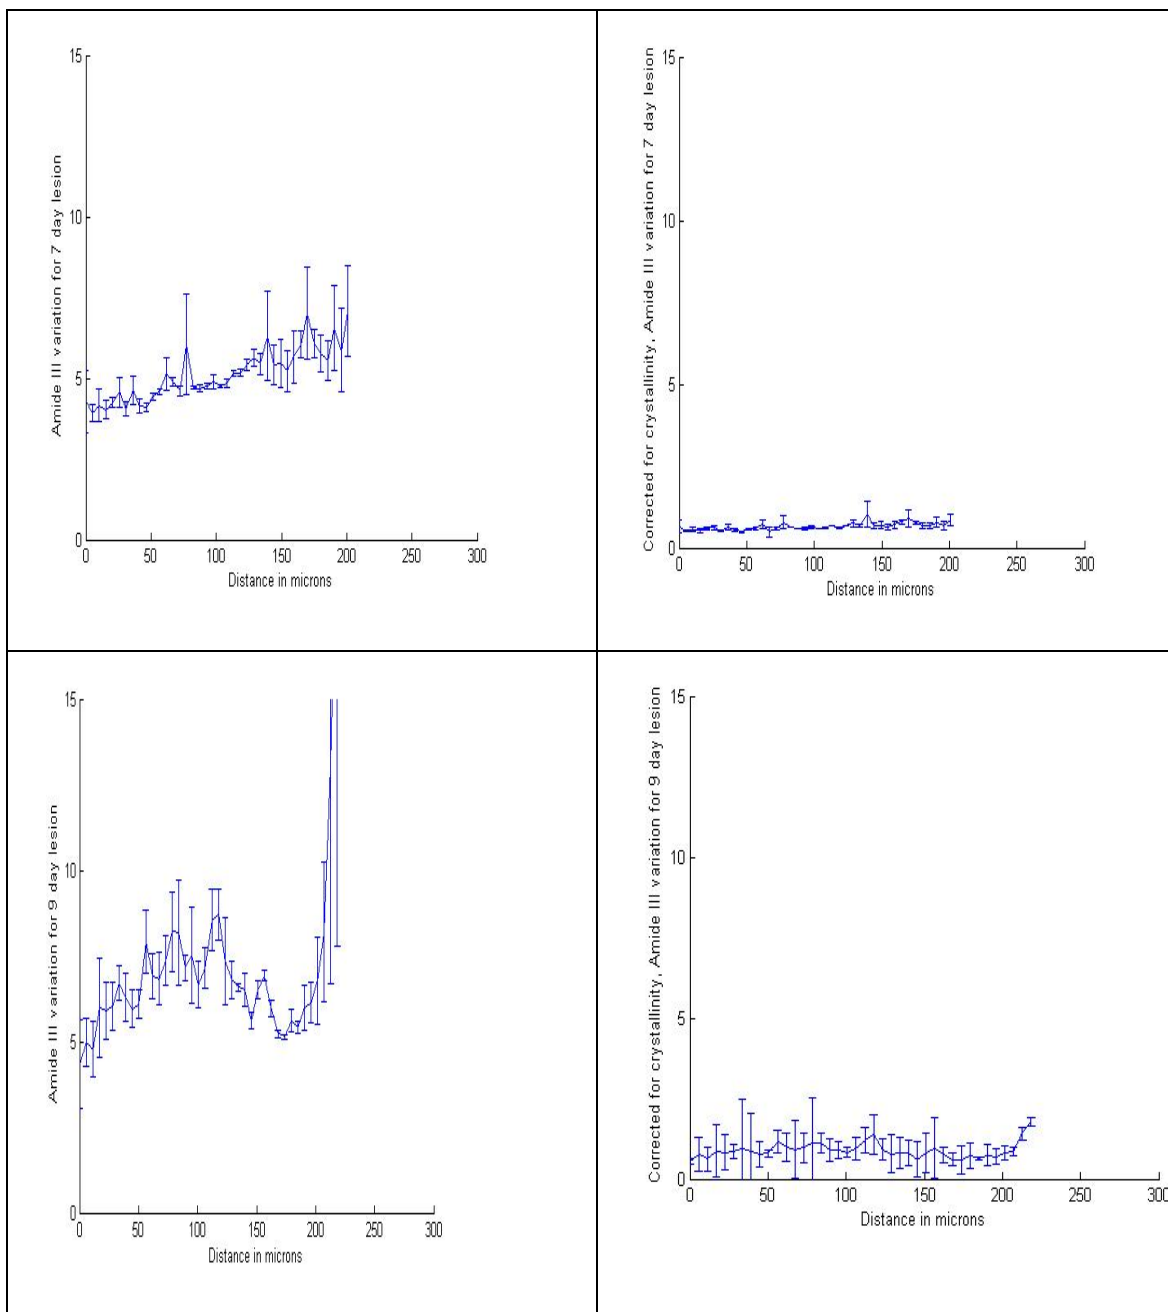 Amide III variation for 7 day lesion
15
10
5
0
0 50 100 150 200 250 300
Distance in microns
Corrected for crystallinity, Amide III variation for 7 day lesion
15
10
5
0
0 50 100 150 200 250 300
Distance in microns
Amide III variation for 9 day lesion
15
10
5
0
0 50 100 150 200 250 300
Distance in microns
Corrected for crystallinity, Amide III variation for 9 day lesion
15
10
5
0
0 50 100 150 200 250 300
Distance in microns